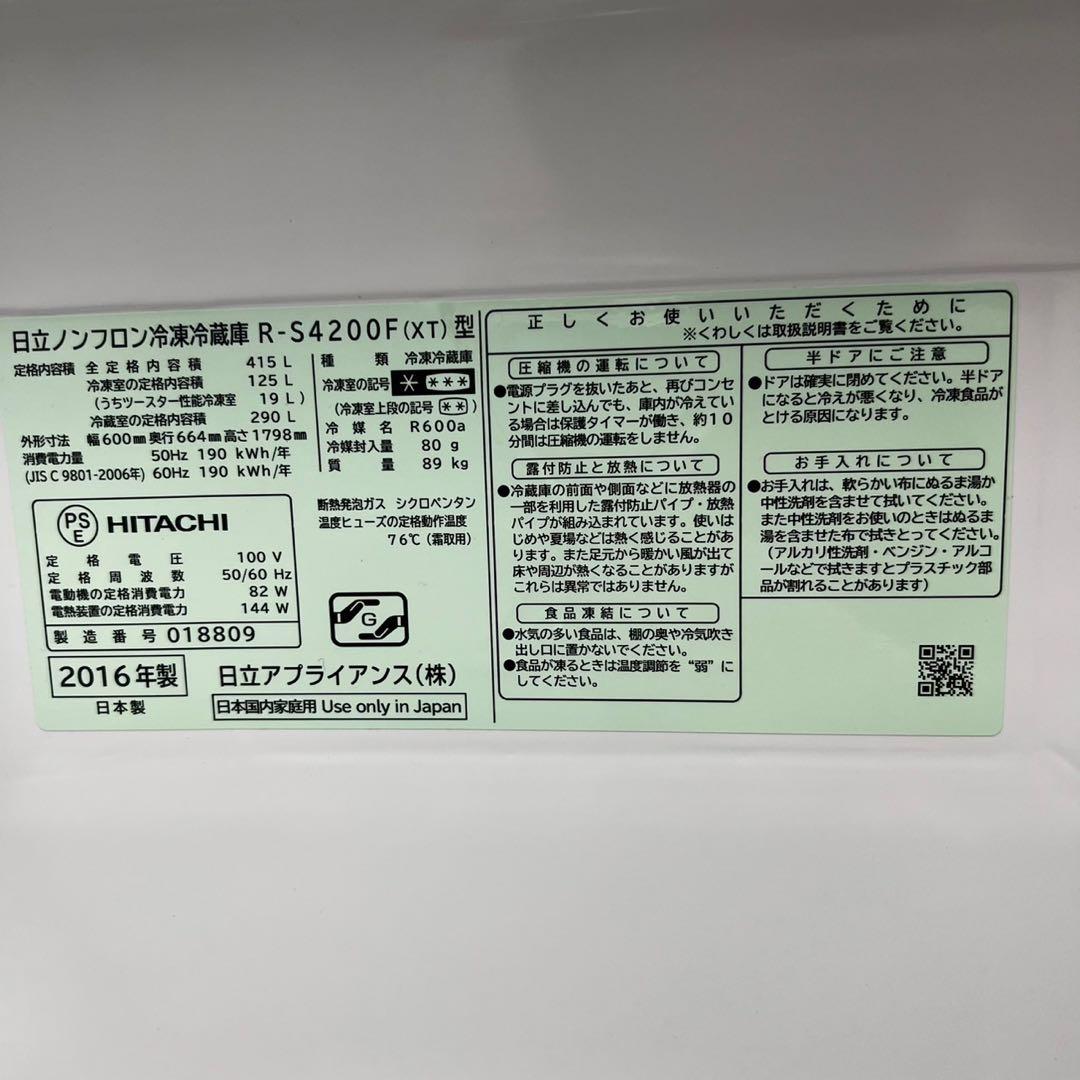 日立ノンフロン冷凍冷蔵庫 R-S4200F(XT)型
定格内容積 全定格内容積 415 L
冷凍室の定格内容積 125 L
(うちツースター性能冷凍室 19 L)
冷蔵室の定格内容積 290 L
外形寸法 幅600mm奥行664mm高さ1798mm
消費電力量 50Hz 190 kWh/年
(JIS C 9801-2006年) 60Hz 190 kWh/年
種類 冷凍冷蔵庫
冷凍室の記号 * ***
(冷凍室上段の記号 **)
冷媒名 R600a
冷媒封入量 80 g
質量 89 kg
断熱発泡ガス シクロペンタン
温度ヒューズの定格動作温度
76℃(霜取用)
PS
E
HITACHI
定格電圧 100 V
定格周波数 50/60 Hz
電動機の定格消費電力 82 W
電熱装置の定格消費電力 144 W
製造番号 018809
G
2016年製
日本製
日立アプライアンス(株)
日本国内家庭用 Use only in Japan
正しくお使いいただくために
※くわしくは取扱説明書をご覧ください。
圧縮機の運転について
●電源プラグを抜いたあと、再びコンセ
ントに差し込んでも、庫内が冷えてい
る場合は保護タイマーが働き、約10
分間は圧縮機の運転をしません。
露付防止と放熱について
●冷蔵庫の前面や側面などに放熱器の
一部を利用した露付防止パイプ・放熱
パイプが組み込まれています。使いは
じめや夏場などは熱く感じることがあ
ります。また足元から暖かい風が出て
床や周辺が熱くなることがありますが
これらは異常ではありません。
食品凍結について
●水気の多い食品は、棚の奥や冷気吹き
出し口に置かないでください。
●食品が凍るときは温度調節を“弱”に
してください。
半ドアにご注意
●ドアは確実に閉めてください。半ドア
になると冷えが悪くなり、冷凍食品が
とける原因になります。
お手入れについて
●お手入れは、軟らかい布にぬるま湯か
中性洗剤を含ませて拭いてください。
また中性洗剤をお使いのときはぬるま
湯を含ませた布で拭きとってください。
(アルカリ性洗剤・ベンジン・アルコ
ールなどで拭きますとプラスチック部
品が割れることがあります)